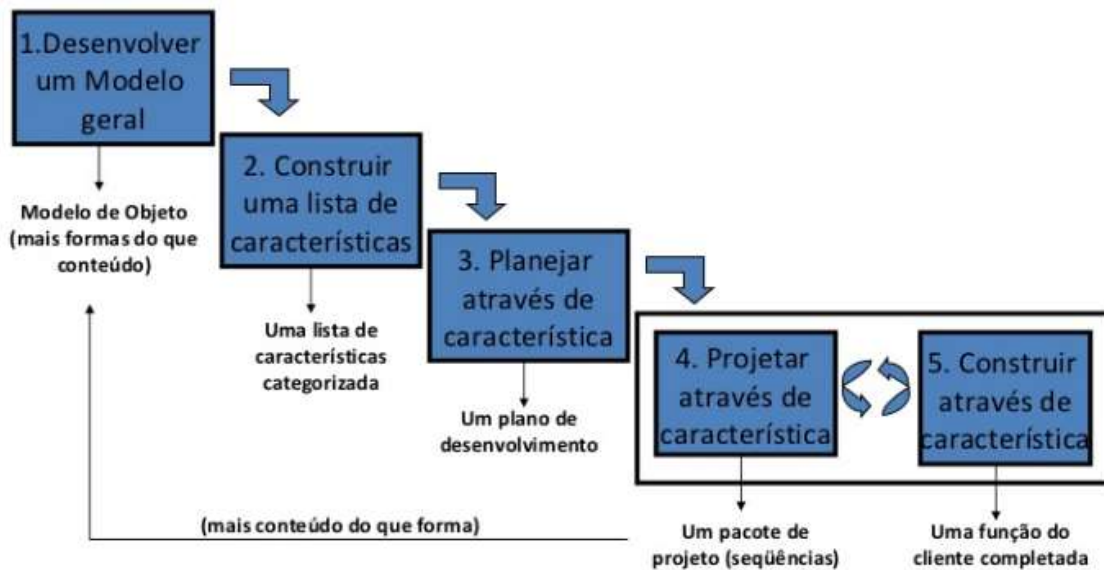 1.Desenvolver
um Modelo
geral
Modelo de Objeto
(mais formas do que
conteúdo)
2. Construir
uma lista de
características
Uma lista de
características
categorizada
3. Planejar
através de
característica
Um plano de
desenvolvimento
4. Projetar
através de
característica
Um pacote de
projeto (seqüências)
5. Construir
através de
característica
Uma função do
cliente completada
(mais conteúdo do que forma)